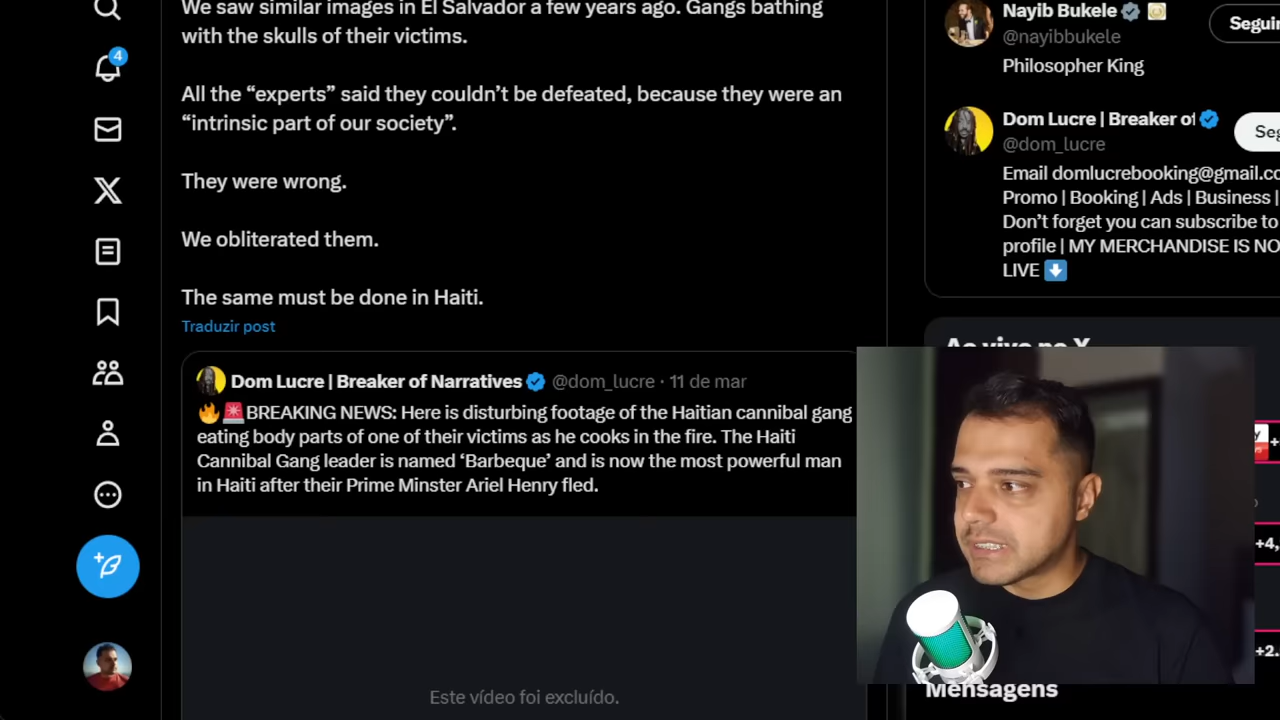 We saw similar images in El Salvador a few years ago. Gangs bathing
with the skulls of their victims.
All the “experts” said they couldn’t be defeated, because they were an
“intrinsic part of our society”.
They were wrong.
We obliterated them.
The same must be done in Haiti.
Traduzir post
Dom Lucre | Breaker of Narratives @dom_lucre · 11 de mar
🔥🚨BREAKING NEWS: Here is disturbing footage of the Haitian cannibal gang
eating body parts of one of their victims as he cooks in the fire. The Haiti
Cannibal Gang leader is named ‘Barbeque’ and is now the most powerful man
in Haiti after their Prime Minster Ariel Henry fled.
Este vídeo foi excluído.
4
Nayib Bukele
Seguir
@nayibbukele
Philosopher King
Dom Lucre | Breaker of
Seg
@dom_lucre
Email domlucrebooking@gmail.co
Promo | Booking | Ads | Business |
Don’t forget you can subscribe to
profile | MY MERCHANDISE IS NO
LIVE ⬇️
Ao vivo no X
+4,
+2.
Mensagens